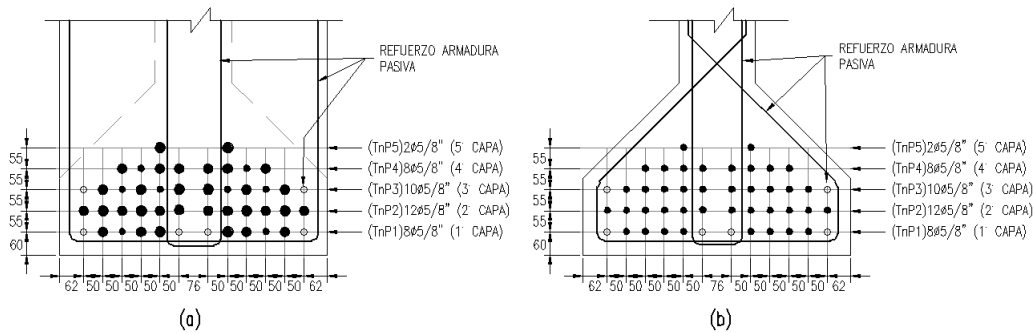 REFUERZO ARMADURA
PASIVA
(TnP5)2ø5/8" (5' CAPA)
(TnP4)8ø5/8" (4' CAPA)
(TnP3)10ø5/8" (3' CAPA)
(TnP2)12ø5/8" (2' CAPA)
(TnP1)8ø5/8" (1' CAPA)
55
55
55
55
60
62 50 50 50 50 50 76 50 50 50 50 50 62
(a)
REFUERZO ARMADURA
PASIVA
(TnP5)2ø5/8" (5' CAPA)
(TnP4)8ø5/8" (4' CAPA)
(TnP3)10ø5/8" (3' CAPA)
(TnP2)12ø5/8" (2' CAPA)
(TnP1)8ø5/8" (1' CAPA)
55
55
55
55
60
62 50 50 50 50 50 76 50 50 50 50 50 62
(b)